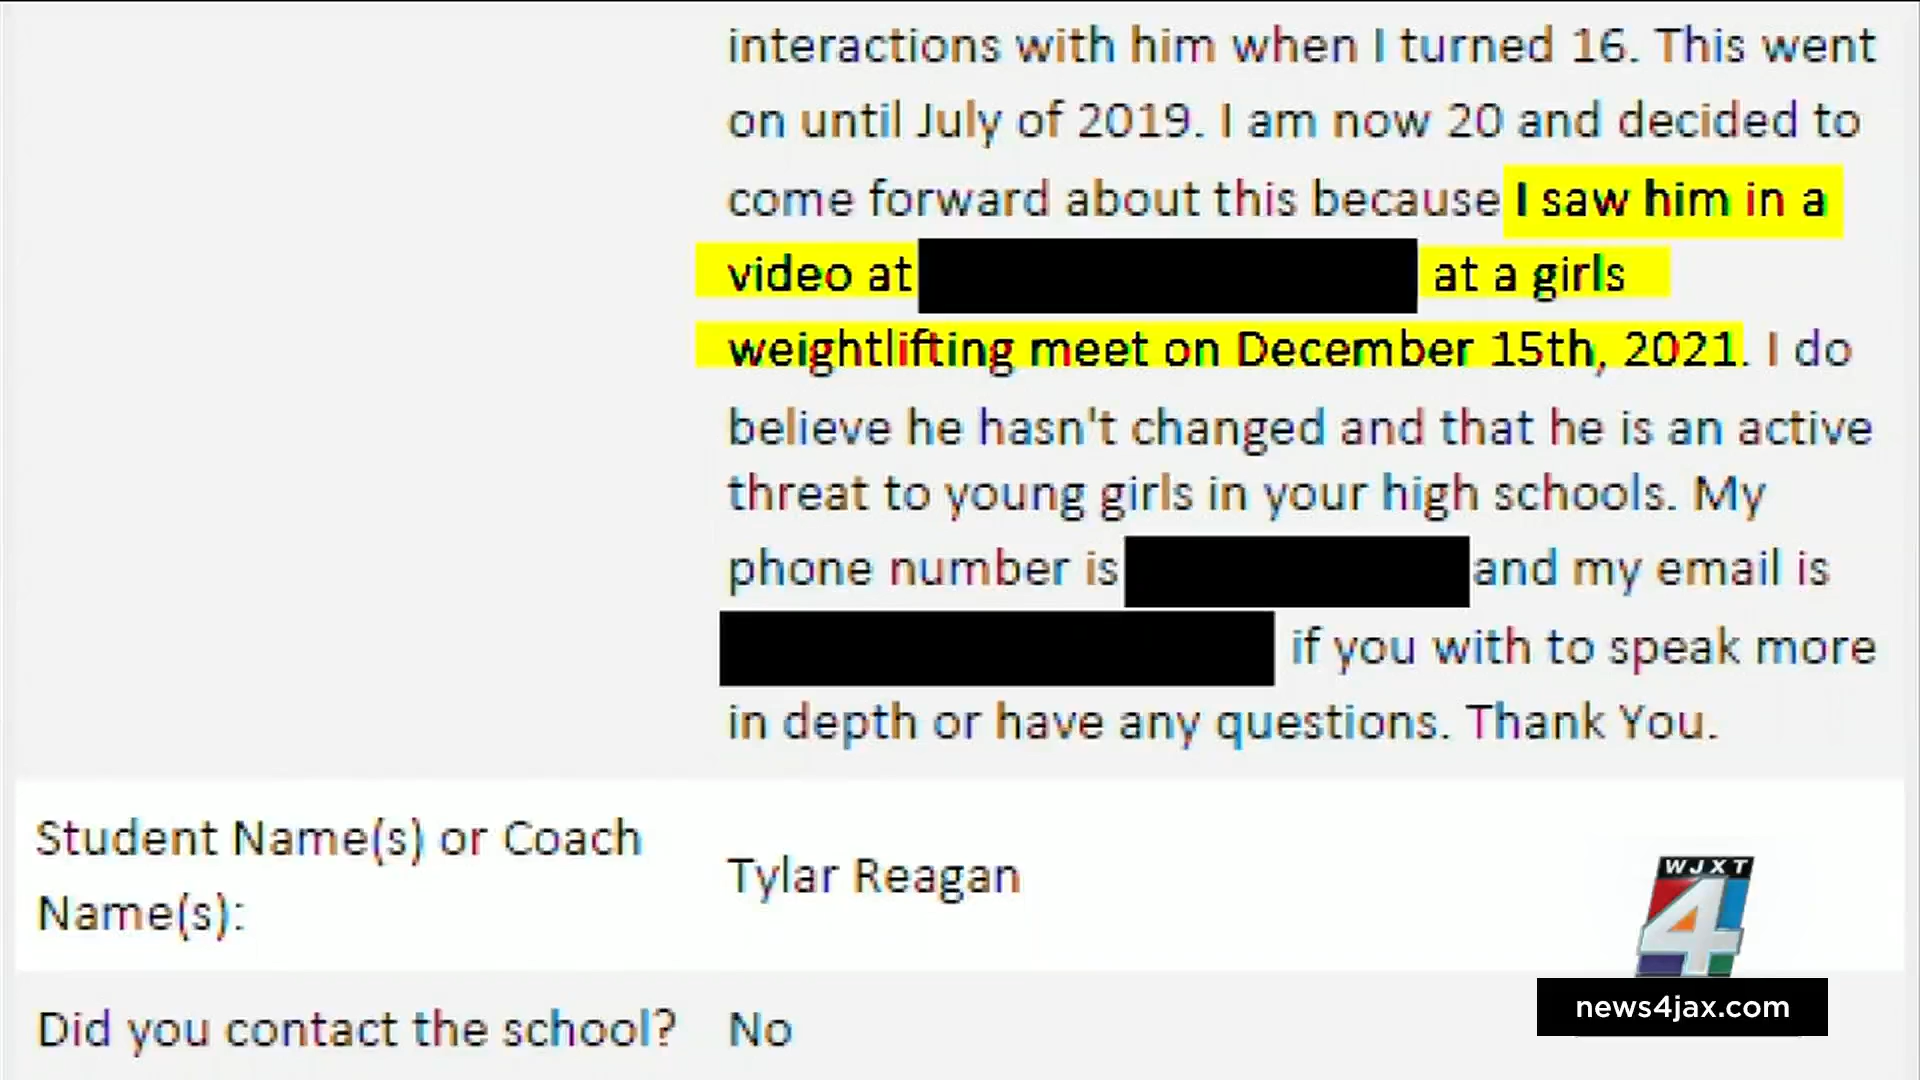 interactions with him when I turned 16. This went
on until July of 2019. I am now 20 and decided to
come forward about this because I saw him in a
video at at a girls
weightlifting meet on December 15th, 2021. I do
believe he hasn't changed and that he is an active
threat to young girls in your high schools. My
phone number is and my email is
if you with to speak more
in depth or have any questions. Thank You.
Student Name(s) or Coach
Name(s):
Tylar Reagan
Did you contact the school? No
WJXT
4
news4jax.com